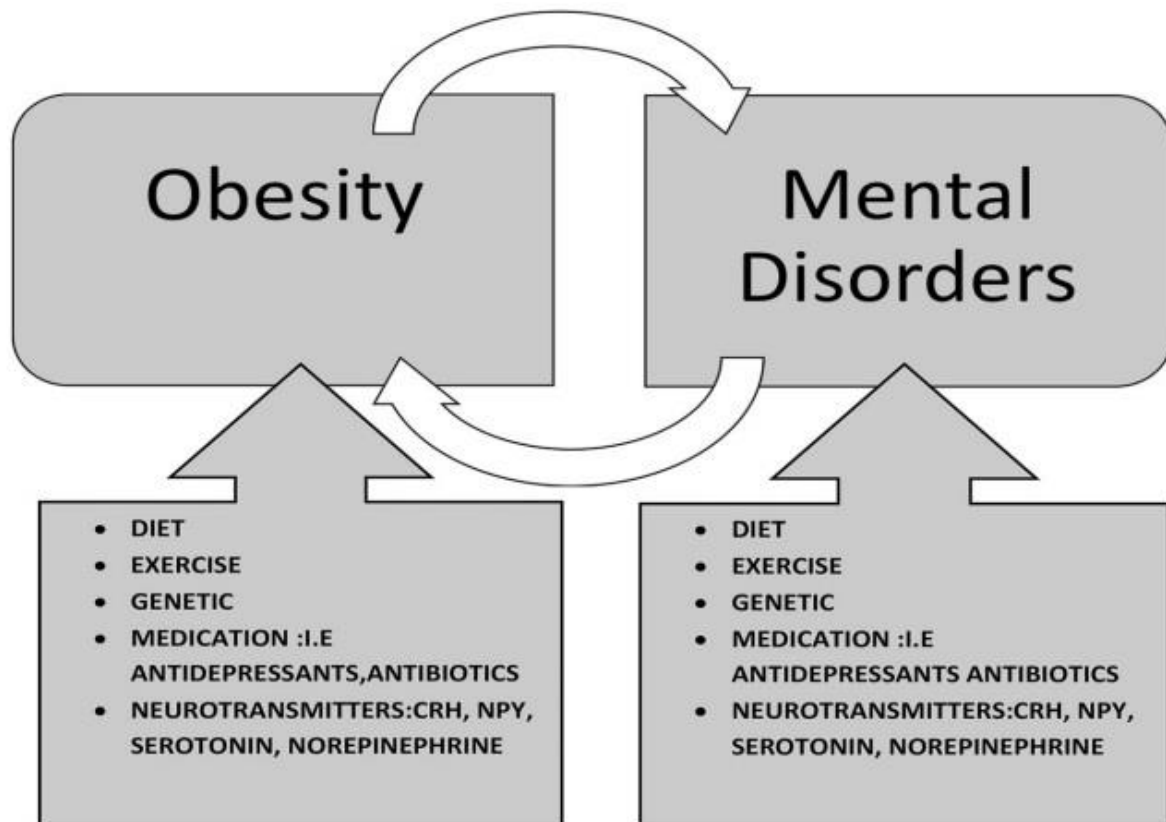 Obesity
Mental
Disorders
• DIET
• EXERCISE
• GENETIC
• MEDICATION :I.E
ANTIDEPRESSANTS,ANTIBIOTICS
• NEUROTRANSMITTERS:CRH, NPY,
SEROTONIN, NOREPINEPHRINE
• DIET
• EXERCISE
• GENETIC
• MEDICATION :I.E
ANTIDEPRESSANTS ANTIBIOTICS
• NEUROTRANSMITTERS:CRH, NPY,
SEROTONIN, NOREPINEPHRINE